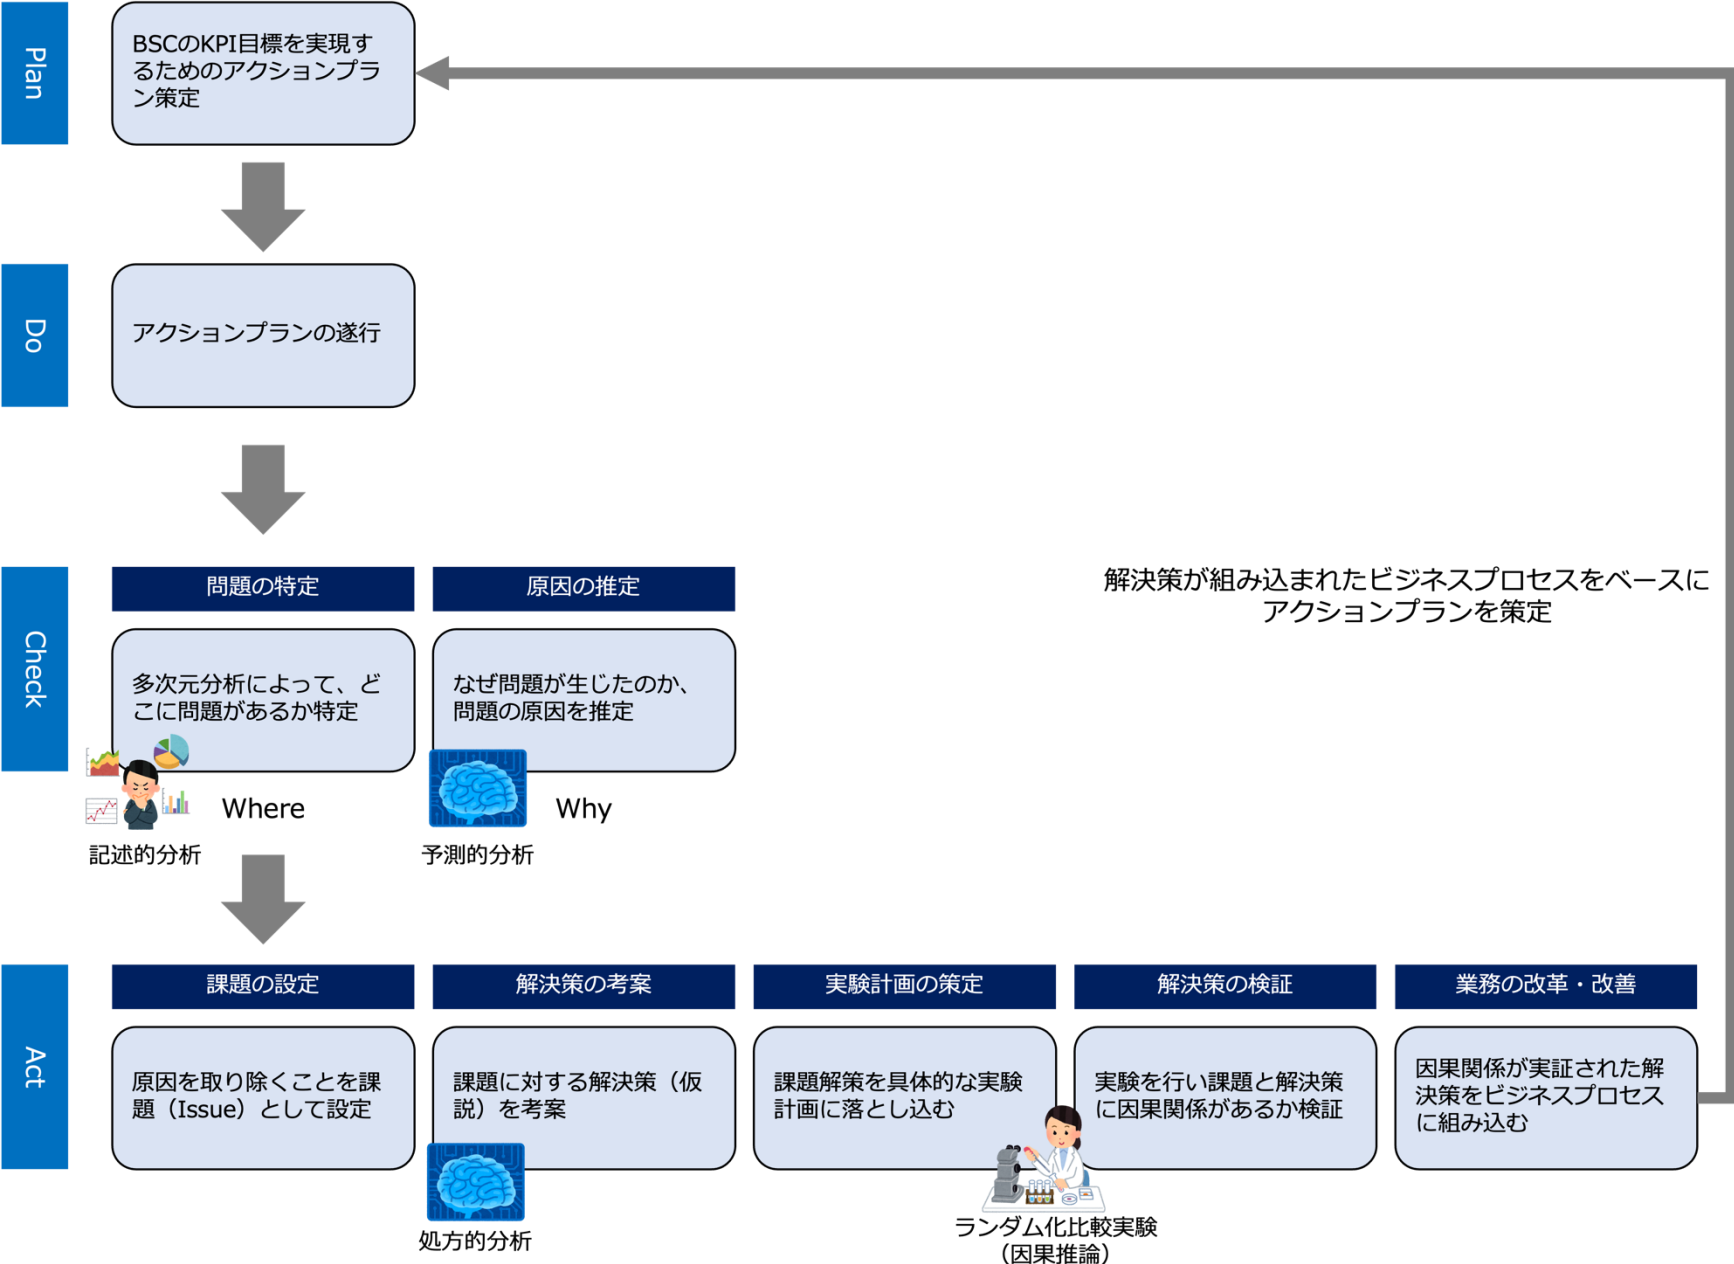 Plan
BSCのKPI目標を実現す
るためのアクションプラ
ン策定
Do
アクションプランの遂行
Check
問題の特定
多次元分析によって、ど
こに問題があるか特定
Where
記述的分析
原因の推定
なぜ問題が生じたのか、
問題の原因を推定
Why
予測的分析
解決策が組み込まれたビジネスプロセスをベースに
アクションプランを策定
Act
課題の設定
原因を取り除くことを課
題（Issue）として設定
解決策の考案
課題に対する解決策（仮
説）を考案
処方的分析
実験計画の策定
課題解策を具体的な実験
計画に落とし込む
解決策の検証
実験を行い課題と解決策
に因果関係があるか検証
ランダム化比較実験
（因果推論）
業務の改革・改善
因果関係が実証された解
決策をビジネスプロセス
に組み込む